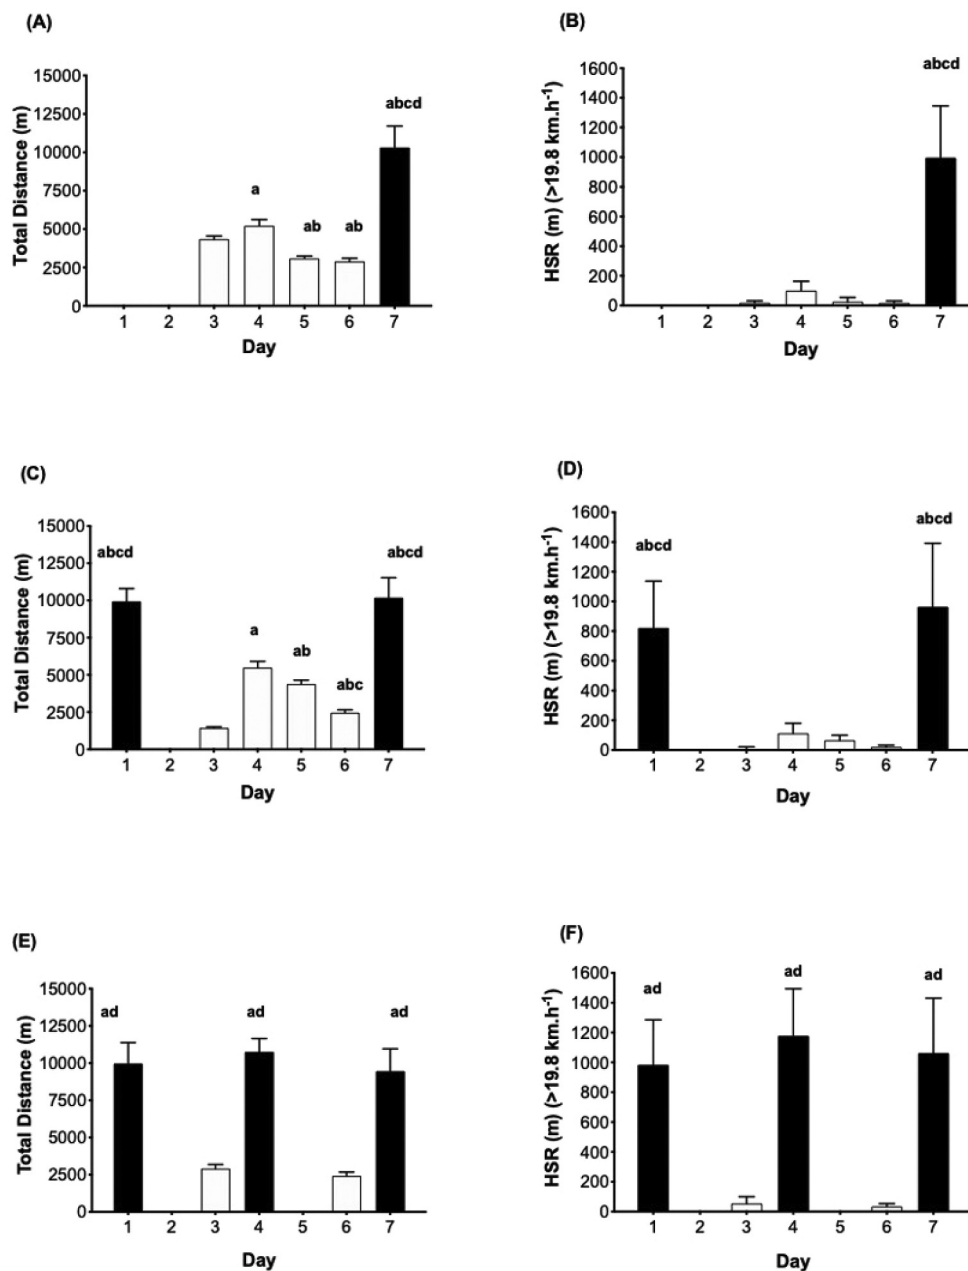 (A)
Total Distance (m)
15000
12500
10000
7500
5000
2500
0
a
ab
ab
abcd
1 2 3 4 5 6 7
Day
(B)
HSR (m) (>19.8 km.h⁻¹)
1600
1400
1200
1000
800
600
400
200
0
abcd
1 2 3 4 5 6 7
Day
(C)
Total Distance (m)
15000
12500
10000
7500
5000
2500
0
abcd
a
ab
abc
abcd
1 2 3 4 5 6 7
Day
(D)
HSR (m) (>19.8 km.h⁻¹)
1600
1400
1200
1000
800
600
400
200
0
abcd
abcd
1 2 3 4 5 6 7
Day
(E)
Total Distance (m)
15000
12500
10000
7500
5000
2500
0
ad
ad
ad
1 2 3 4 5 6 7
Day
(F)
HSR (m) (>19.8 km.h⁻¹)
1600
1400
1200
1000
800
600
400
200
0
ad
ad
ad
1 2 3 4 5 6 7
Day